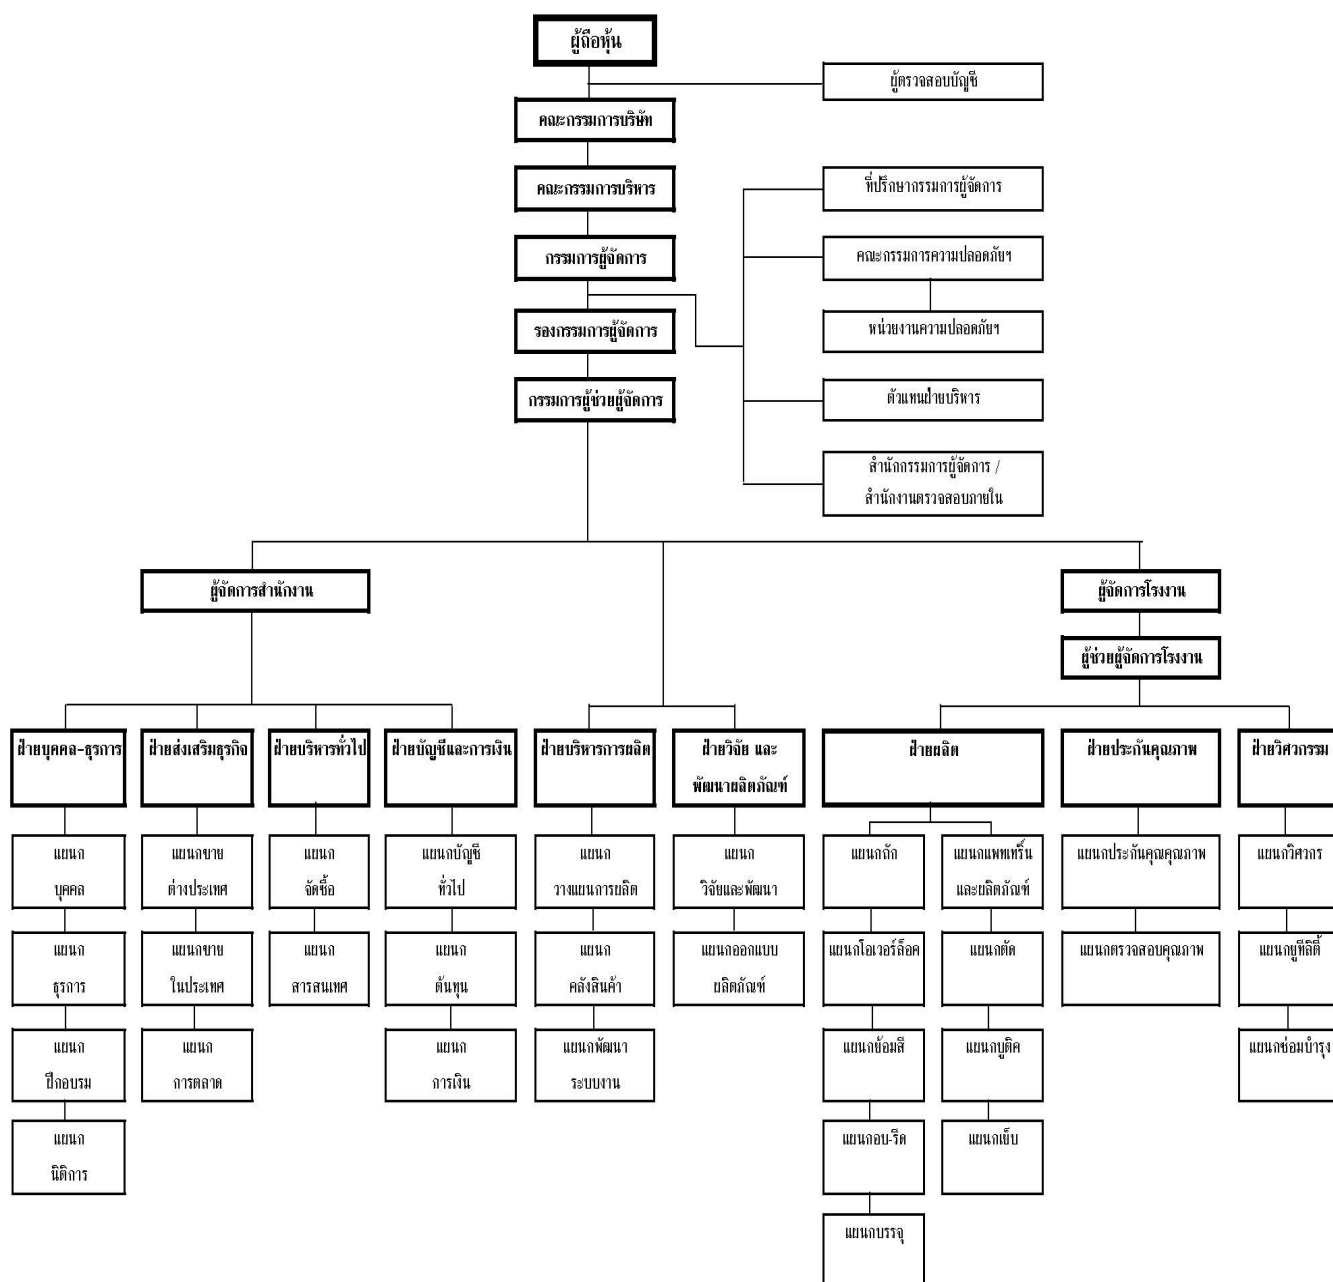 ผู้ถือหุ้น
ผู้ตรวจสอบบัญชี
คณะกรรมการบริษัท
คณะกรรมการบริหาร
ที่ปรึกษากรรมการผู้จัดการ
กรรมการผู้จัดการ
คณะกรรมการความปลอดภัยฯ
รองกรรมการผู้จัดการ
หน่วยงานความปลอดภัยฯ
กรรมการผู้ช่วยผู้จัดการ
ตัวแทนฝ่ายบริหาร
สำนักกรรมการผู้จัดการ /
สำนักงานตรวจสอบภายใน
ผู้จัดการสำนักงาน
ผู้จัดการโรงงาน
ผู้ช่วยผู้จัดการโรงงาน
ฝ่ายบุคคล-ธุรการ
แผนก
บุคคล
แผนก
ธุรการ
แผนก
ฝึกอบรม
แผนก
นิติการ
ฝ่ายส่งเสริมธุรกิจ
แผนกขาย
ต่างประเทศ
แผนกขาย
ในประเทศ
แผนก
การตลาด
ฝ่ายบริหารทั่วไป
แผนก
จัดซื้อ
แผนก
สารสนเทศ
ฝ่ายบัญชีและการเงิน
แผนกบัญชี
ทั่วไป
แผนก
ต้นทุน
แผนก
การเงิน
ฝ่ายบริหารการผลิต
แผนก
วางแผนการผลิต
แผนก
คลังสินค้า
แผนกพัฒนา
ระบบงาน
ฝ่ายวิจัย และ
พัฒนาผลิตภัณฑ์
แผนก
วิจัยและพัฒนา
แผนกออกแบบ
ผลิตภัณฑ์
ฝ่ายผลิต
แผนกถัก
แผนกโอเวอร์ล็อค
แผนกย้อมสี
แผนกอบ-รีด
แผนกบรรจุ
แผนกแพทเทริ์น
และผลิตภัณฑ์
แผนกตัด
แผนกบูติค
แผนกเย็บ
ฝ่ายประกันคุณภาพ
แผนกประกันคุณคุณภาพ
แผนกตรวจสอบคุณภาพ
ฝ่ายวิศวกรรม
แผนกวิศวกร
แผนกยูทีลิตี้
แผนกซ่อมบำรุง